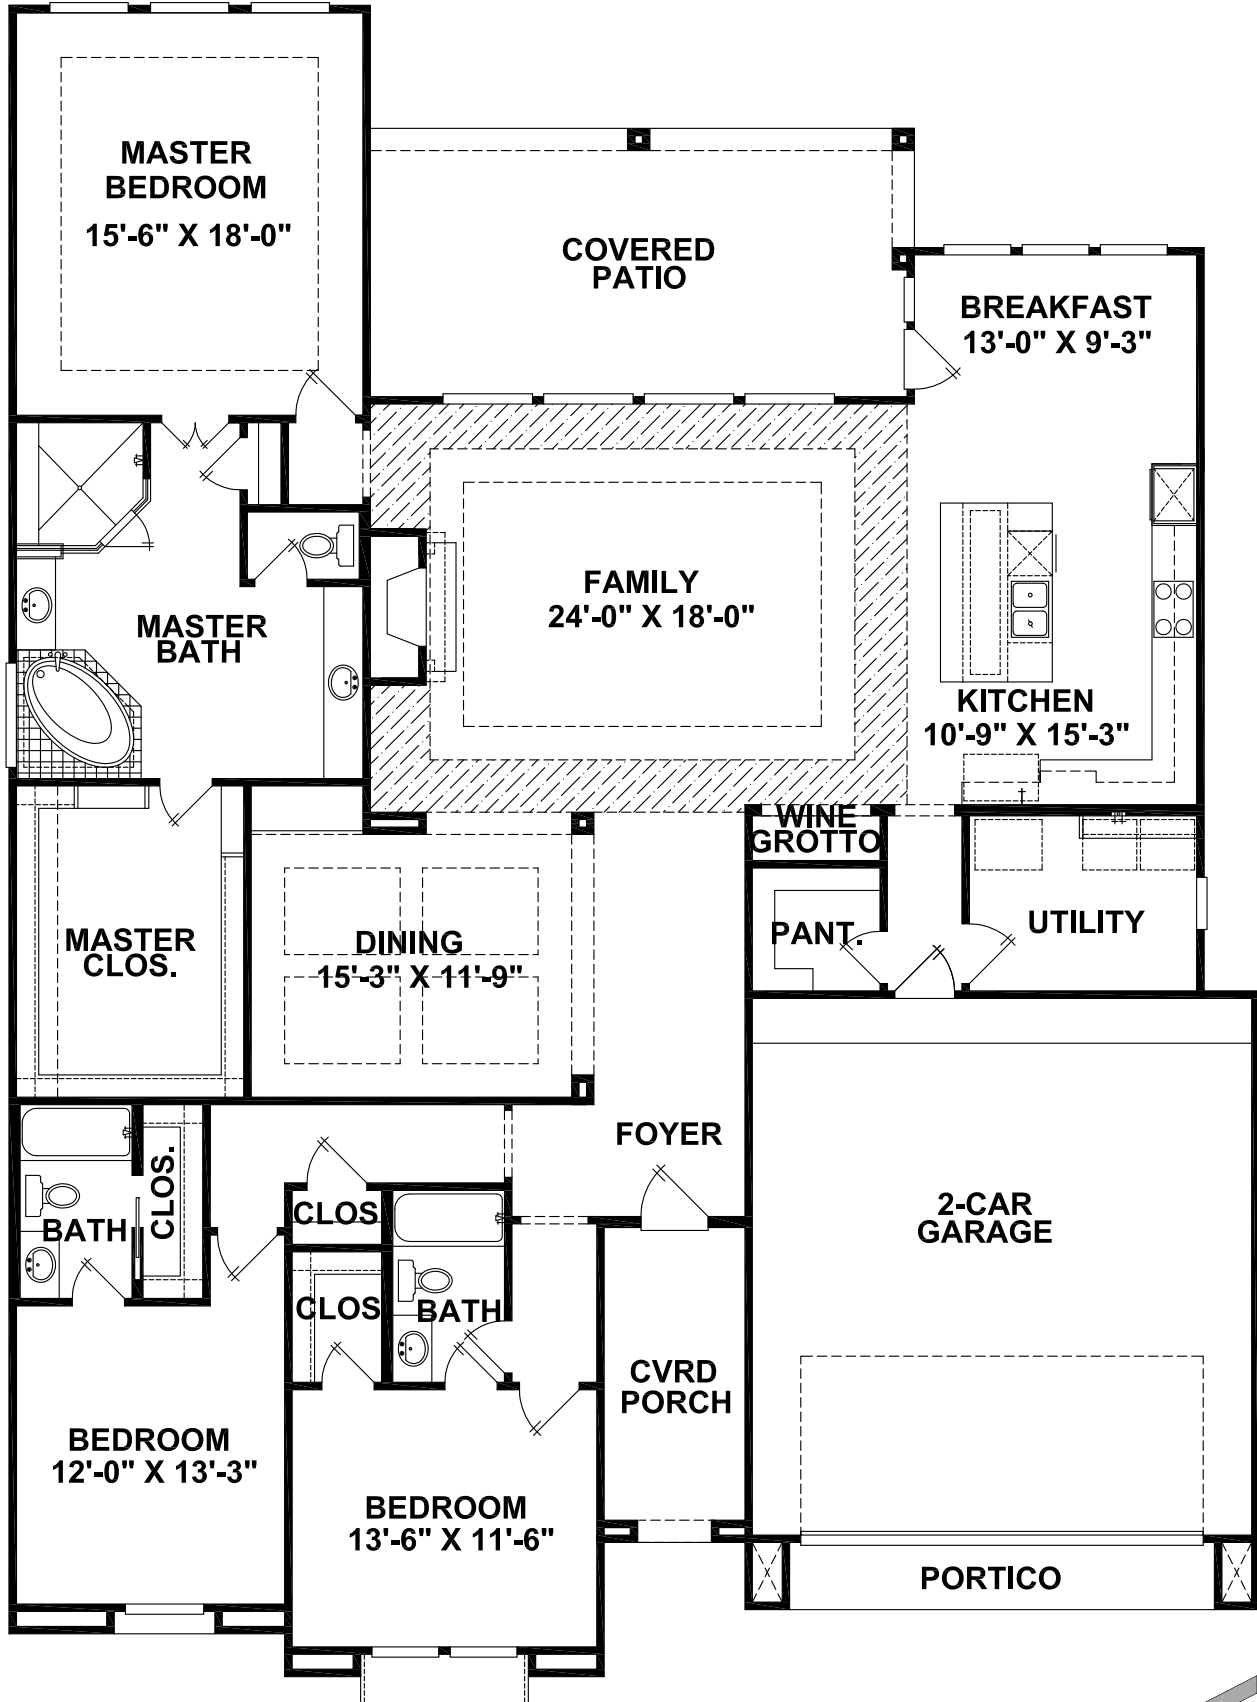 MASTER
BEDROOM
15'-6" X 18'-0"
COVERED
PATIO
BREAKFAST
13'-0" X 9'-3"
FAMILY
24'-0" X 18'-0"
MASTER
BATH
KITCHEN
10'-9" X 15'-3"
WINE
GROTTO
PANT.
UTILITY
MASTER
CLOS.
DINING
15'-3" X 11'-9"
FOYER
CLOS.
BATH
CLOS
2-CAR
GARAGE
CLOS
BATH
CVRD
PORCH
BEDROOM
12'-0" X 13'-3"
BEDROOM
13'-6" X 11'-6"
PORTICO